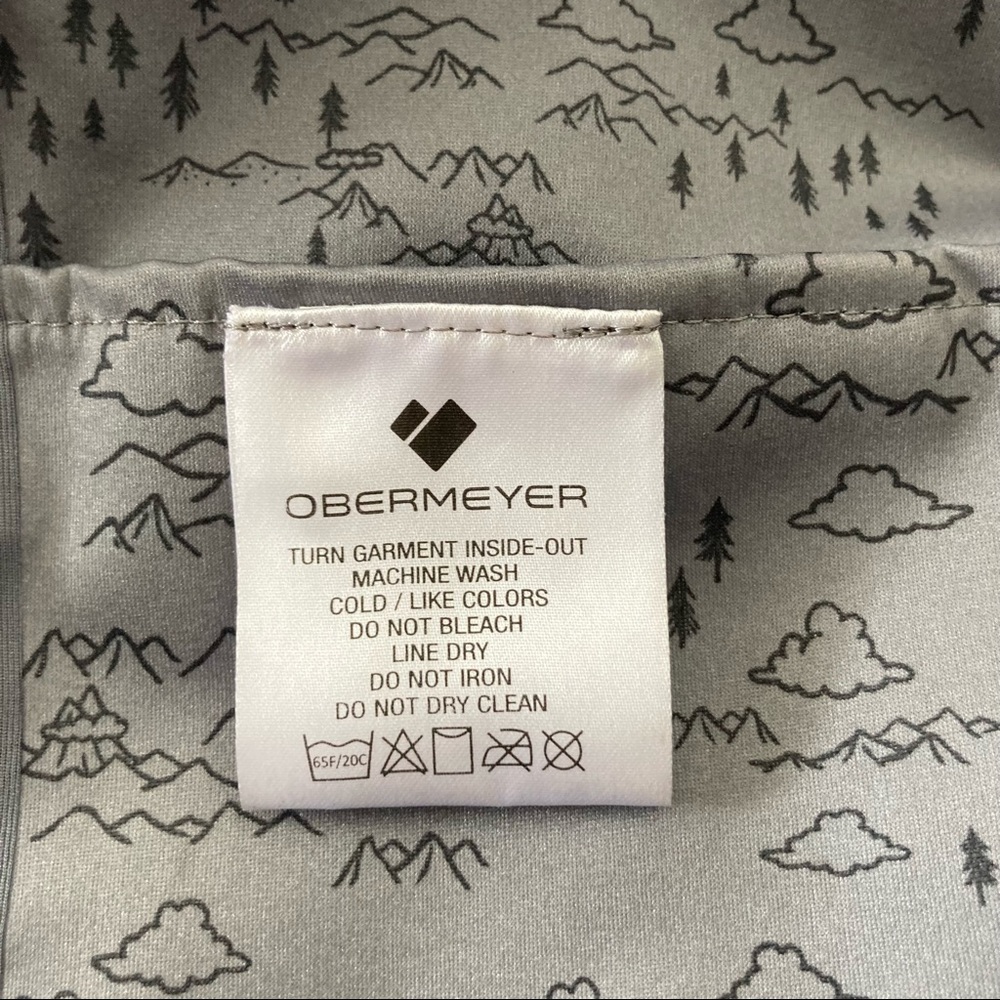 OBERMEYER
TURN GARMENT INSIDE-OUT
MACHINE WASH
COLD / LIKE COLORS
DO NOT BLEACH
LINE DRY
DO NOT IRON
DO NOT DRY CLEAN
65F/20C